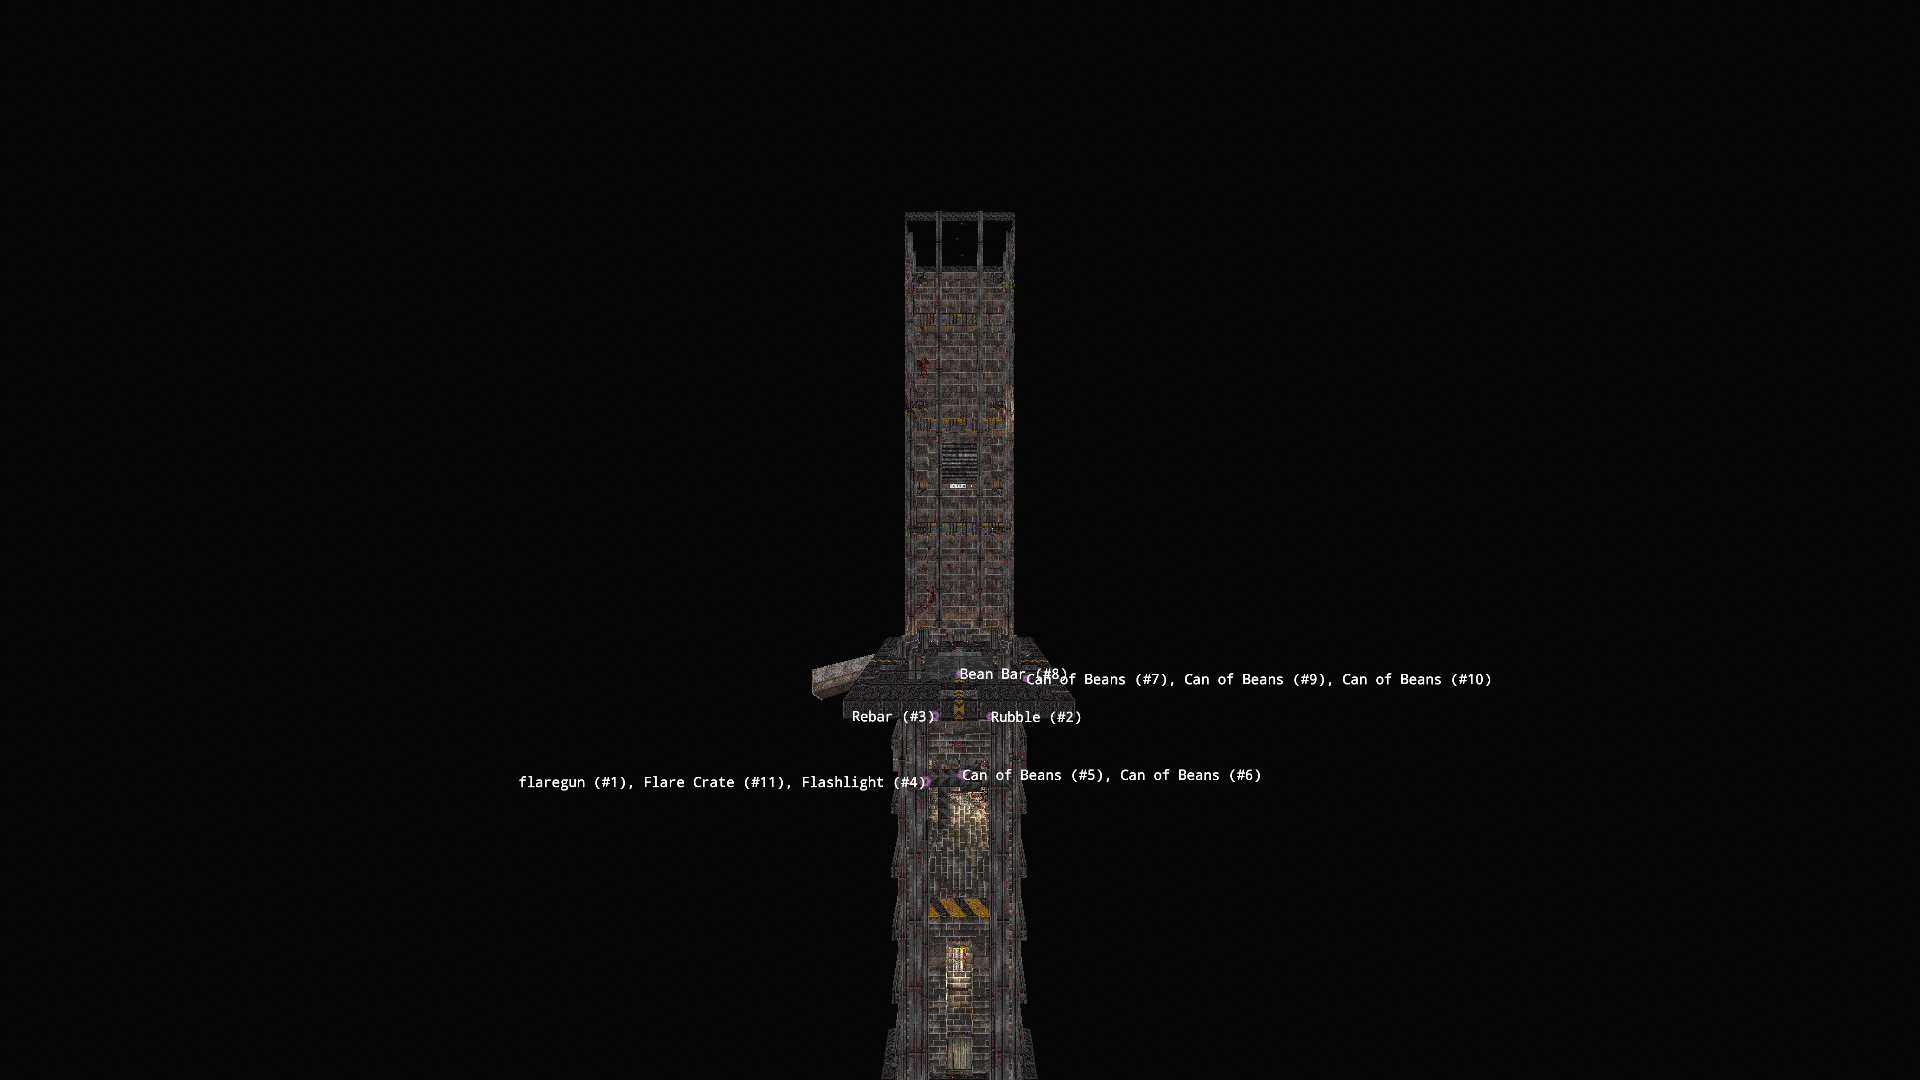 Bean Bar (#8)
Can of Beans (#7), Can of Beans (#9), Can of Beans (#10)
Rebar (#3)
Rubble (#2)
Can of Beans (#5), Can of Beans (#6)
flaregun (#1), Flare Crate (#11), Flashlight (#4)